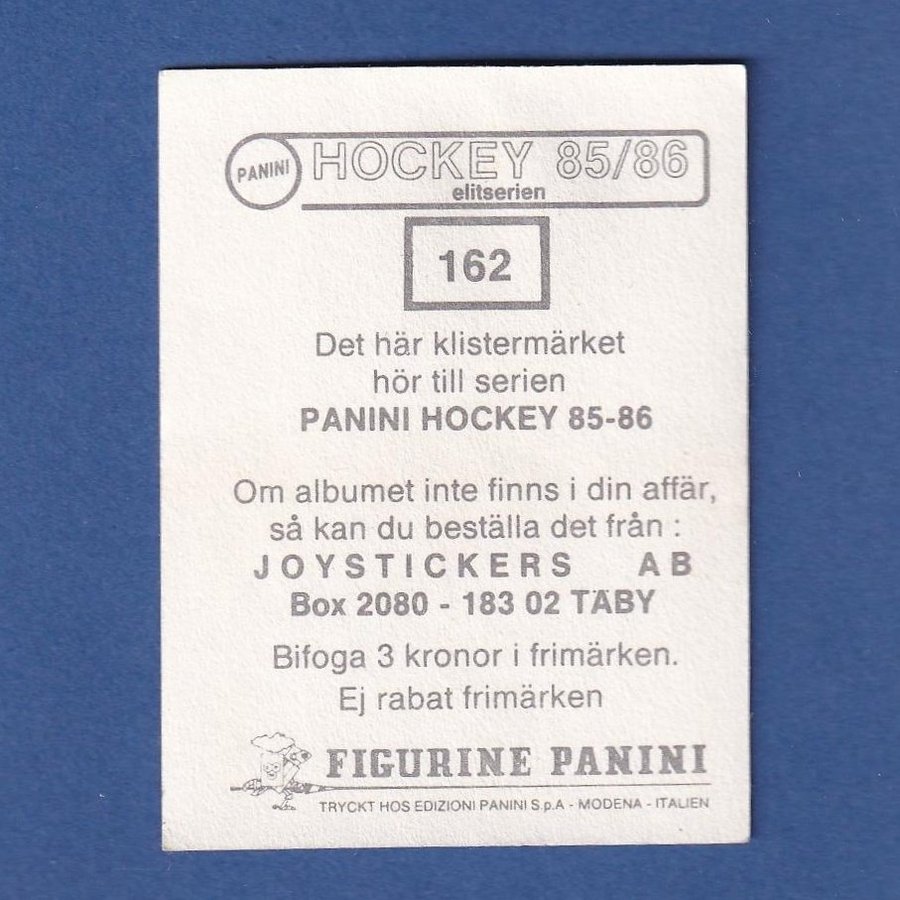 PANINI HOCKEY 85/86
elitserien
162
Det här klistermärket
hör till serien
PANINI HOCKEY 85-86
Om albumet inte finns i din affär,
så kan du beställa det från :
JOYSTICKERS AB
Box 2080 - 183 02 TÄBY
Bifoga 3 kronor i frimärken.
Ej rabat frimärken
FIGURINE PANINI
TRYCKT HOS EDIZIONI PANINI S.p.A - MODENA - ITALIEN